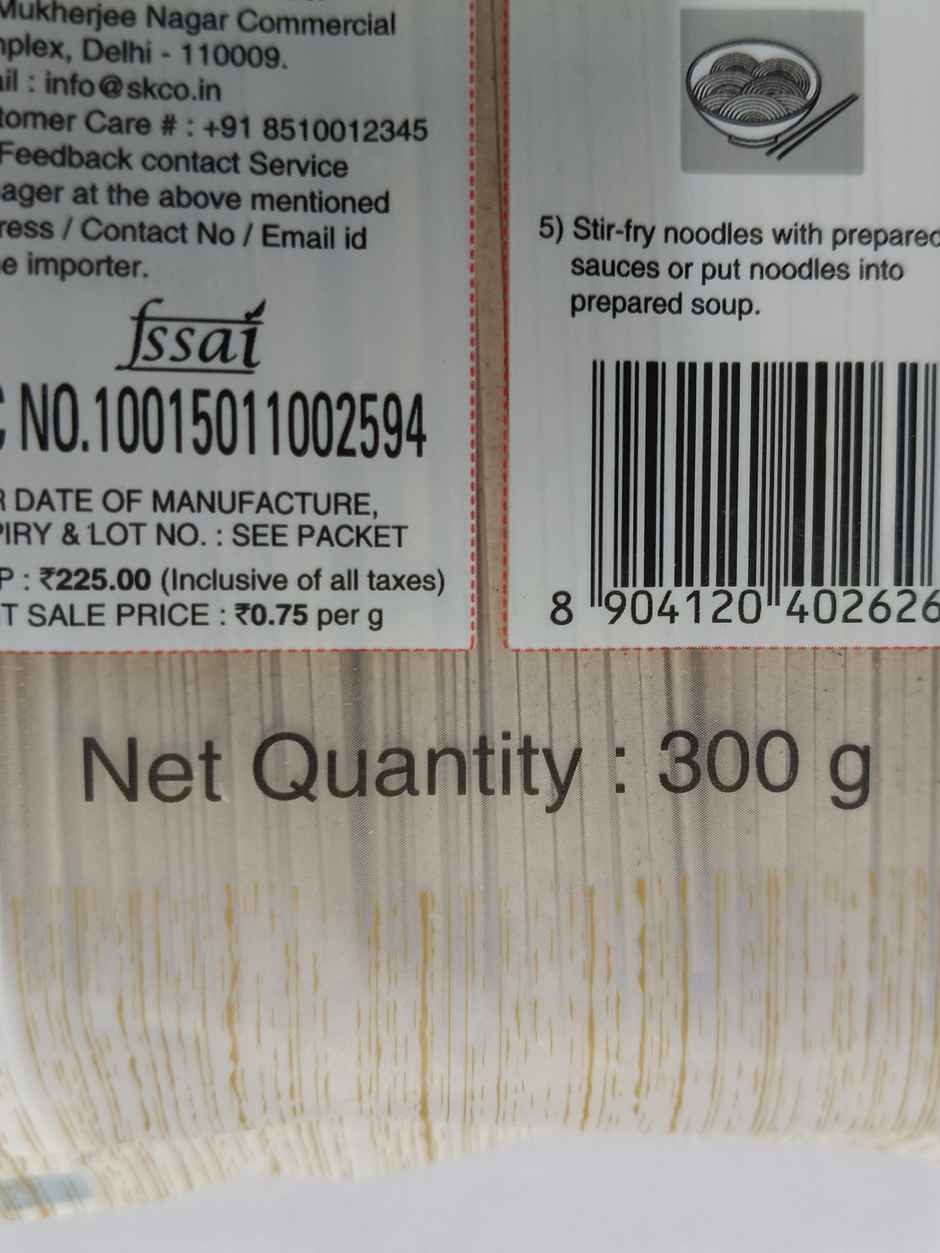 Mukherjee Nagar Commercial
mplex, Delhi - 110009.
ail : info@skco.in
tomer Care # : +91 8510012345
Feedback contact Service
ager at the above mentioned
ress / Contact No / Email id
e importer.
fssai
C NO.10015011002594
R DATE OF MANUFACTURE,
PIRY & LOT NO. : SEE PACKET
P : ₹225.00 (Inclusive of all taxes)
T SALE PRICE : ₹0.75 per g
5) Stir-fry noodles with prepared
sauces or put noodles into
prepared soup.
8 904120 402626
Net Quantity : 300 g